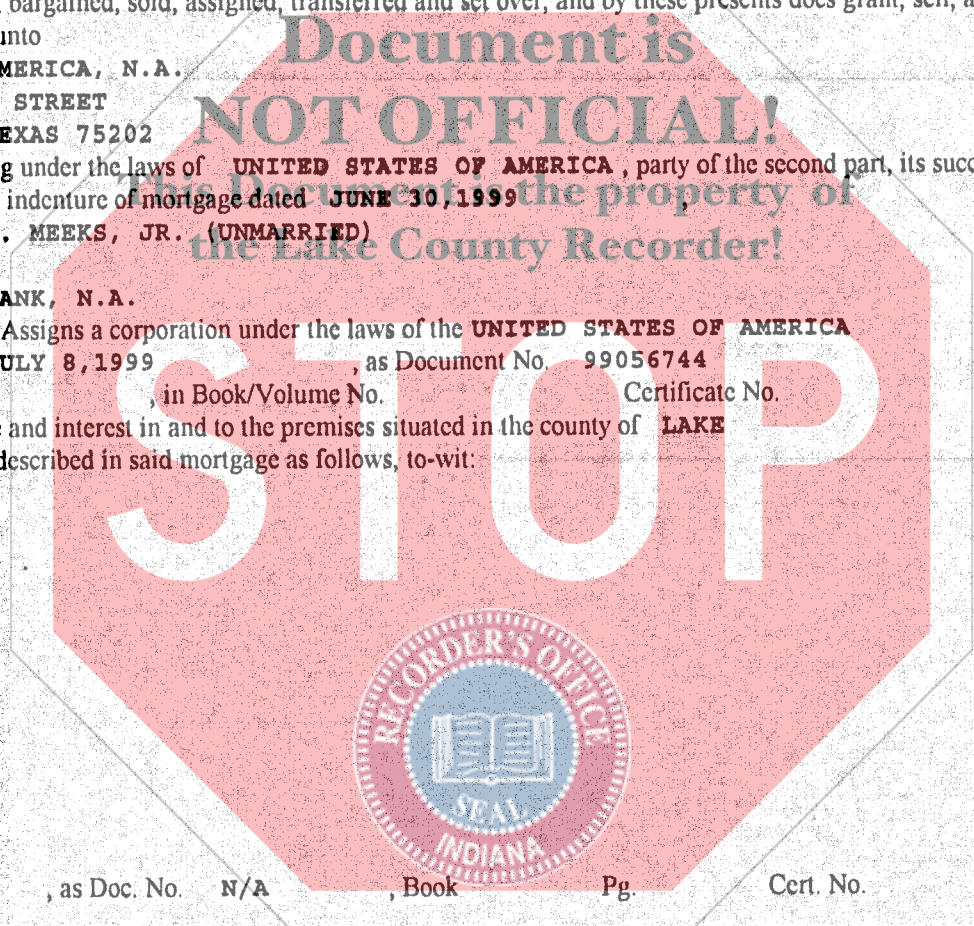 bargained, sold, assigned, transferred and set over, and by these presents does grant, sell, a
unto
Document is
MERICA, N.A.
STREET
NOT OFFICIAL!
EXAS 75202
g under the laws of UNITED STATES OF AMERICA , party of the second part, its succ
This Document is the property of
indenture of mortgage dated JUNE 30,1999 ,
. MEEKS, JR. (UNMARRIED)
the Lake County Recorder!
ANK, N.A.
Assigns a corporation under the laws of the UNITED STATES OF AMERICA
ULY 8,1999 , as Document No. 99056744
, in Book/Volume No. Certificate No.
and interest in and to the premises situated in the county of LAKE
described in said mortgage as follows, to-wit:
STOP
RECORDER'S OFFICE
SEAL
INDIANA
, as Doc. No. N/A , Book Pg. Cert. No.